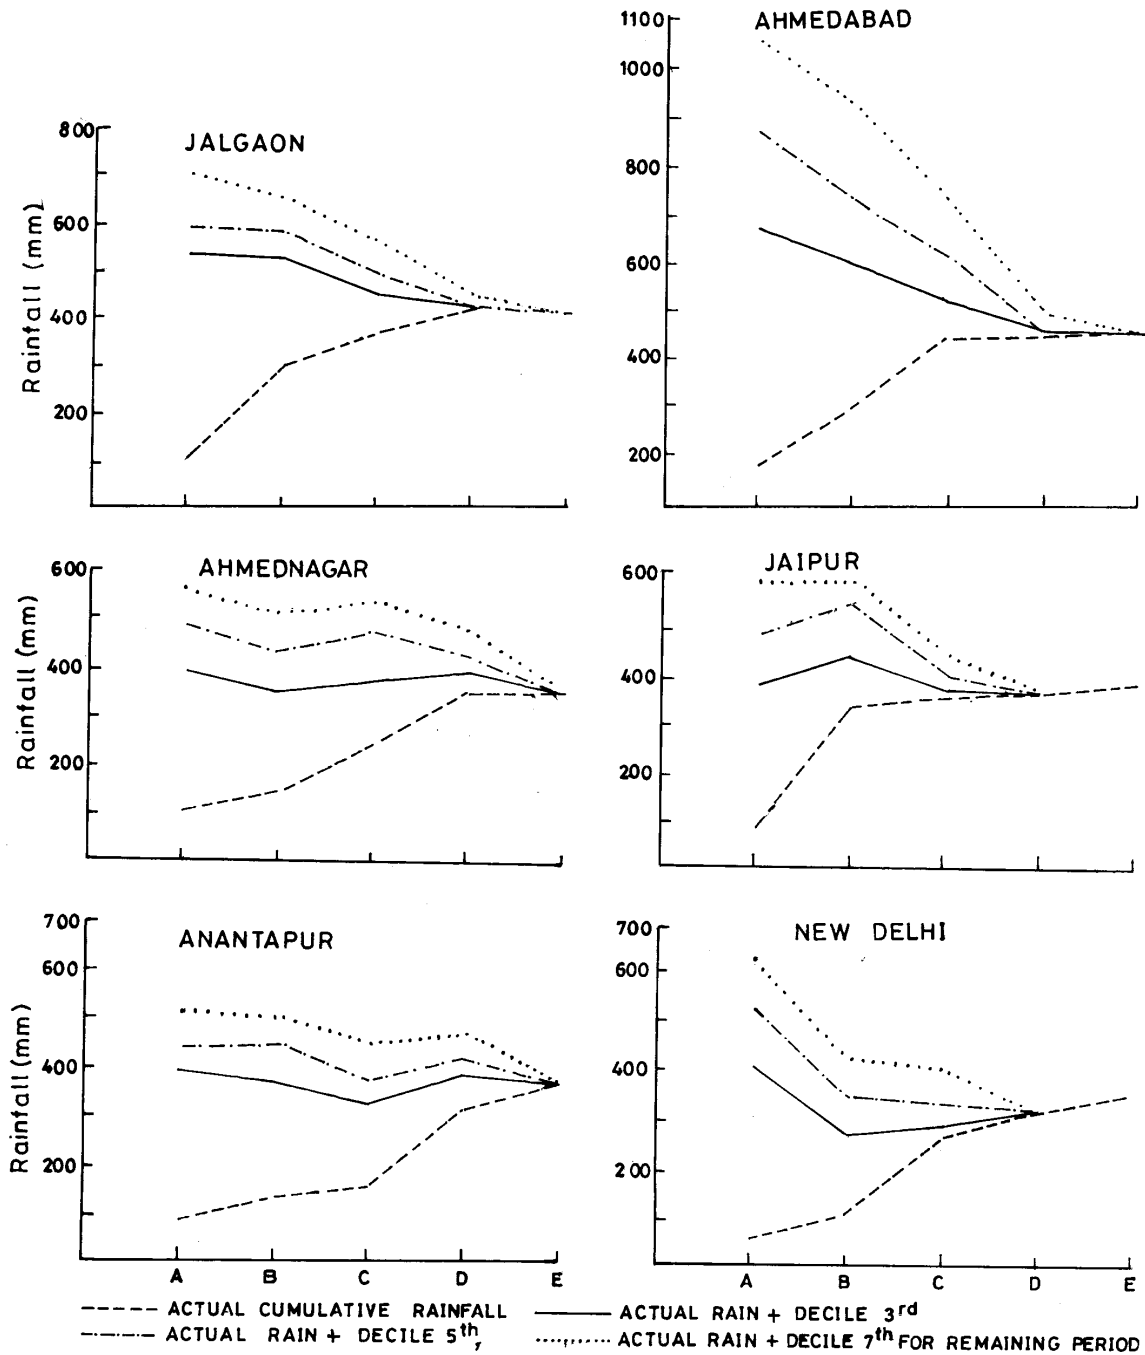 AHMEDABAD
1100
1000
800
600
400
200
JALGAON
800
600
400
200
Rainfall (mm)
AHMEDNAGAR
600
400
200
Rainfall (mm)
JAIPUR
600
400
200
ANANTAPUR
700
600
400
200
Rainfall (mm)
A B C D E
NEW DELHI
700
600
400
200
A B C D E
ACTUAL CUMULATIVE RAINFALL
ACTUAL RAIN + DECILE 3rd
ACTUAL RAIN + DECILE 5th,
ACTUAL RAIN + DECILE 7th FOR REMAINING PERIOD